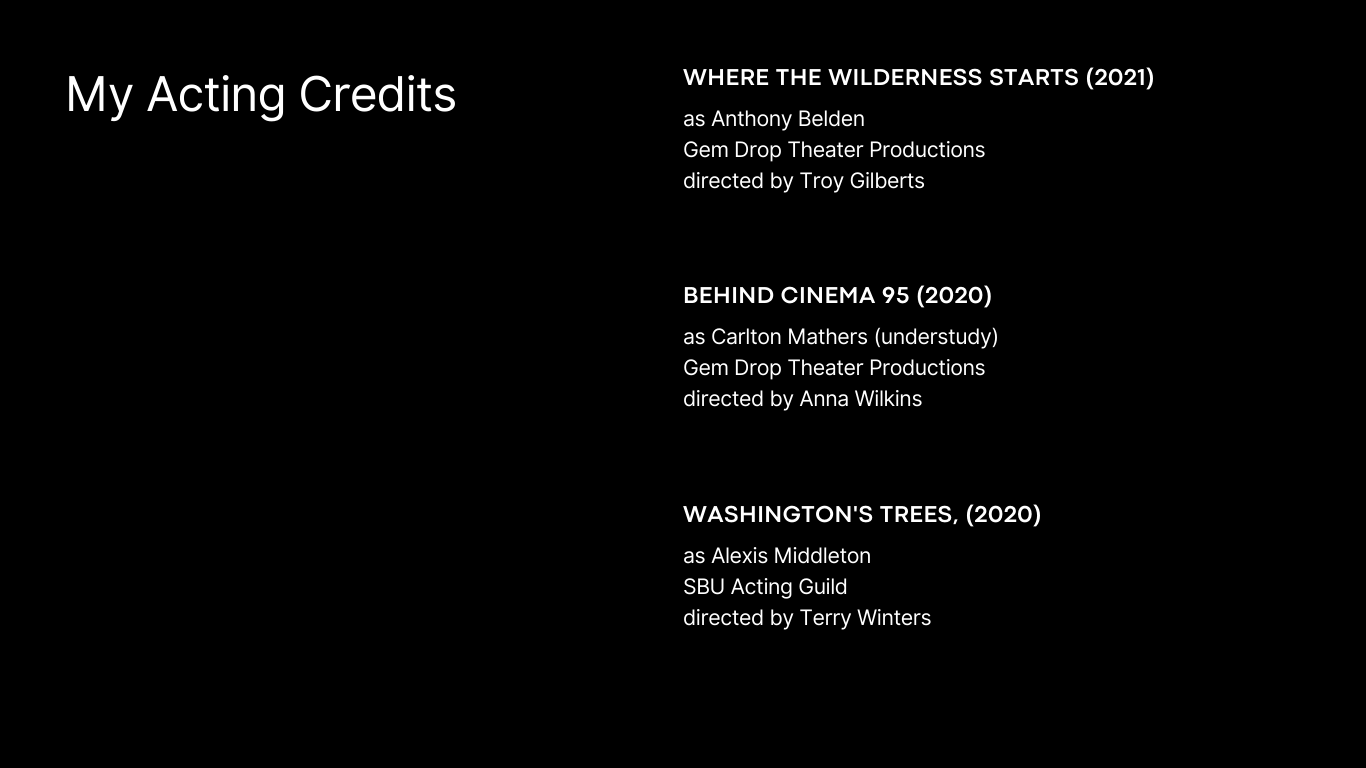 My Acting Credits
WHERE THE WILDERNESS STARTS (2021)
as Anthony Belden
Gem Drop Theater Productions
directed by Troy Gilberts
BEHIND CINEMA 95 (2020)
as Carlton Mathers (understudy)
Gem Drop Theater Productions
directed by Anna Wilkins
WASHINGTON'S TREES, (2020)
as Alexis Middleton
SBU Acting Guild
directed by Terry Winters